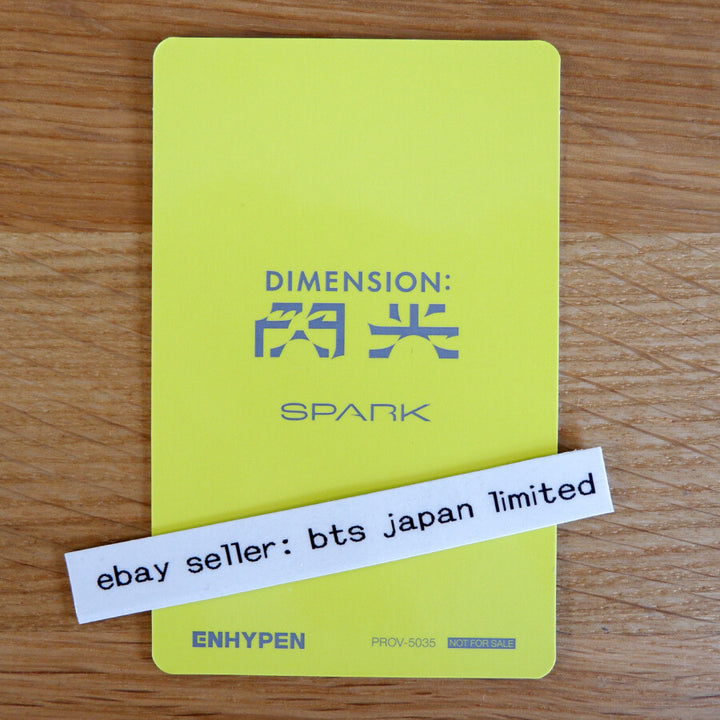 DIMENSION:
閃光
SPARK
ebay seller: bts japan limited
ENHYPEN
PROV-5035 NOT FOR SALE